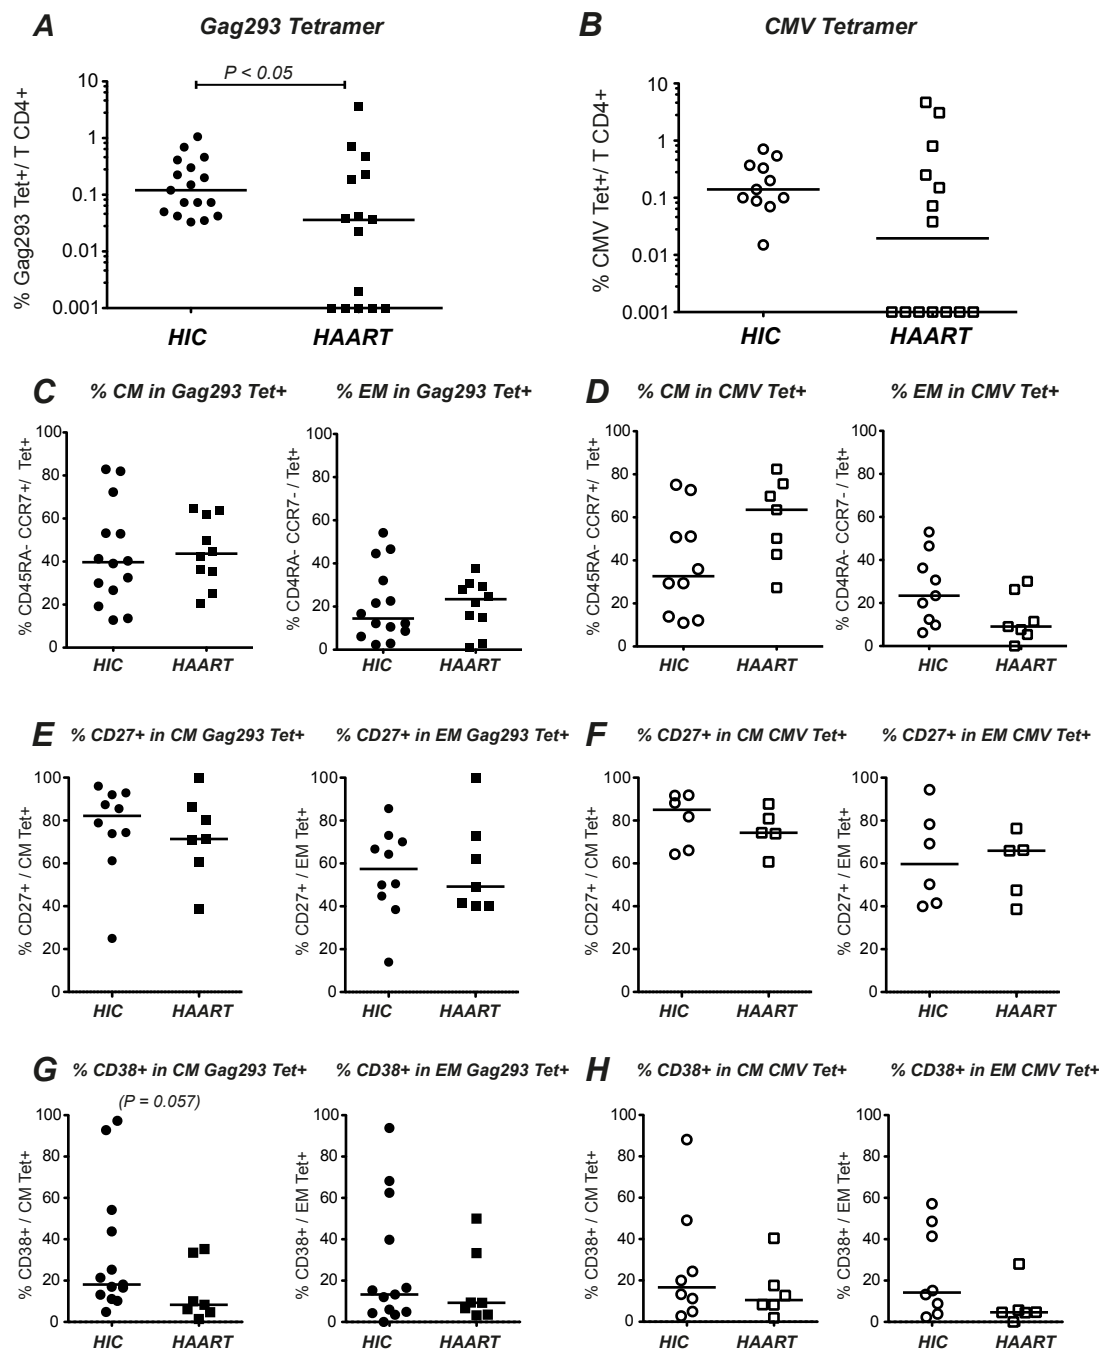 A Gag293 Tetramer
P < 0.05
% Gag293 Tet+/ T CD4+
10
1
0.1
0.01
0.001
HIC HAART
B CMV Tetramer
% CMV Tet+/ T CD4+
10
1
0.1
0.01
0.001
HIC HAART
C % CM in Gag293 Tet+
% CD45RA- CCR7+/ Tet+
100
80
60
40
20
0
HIC HAART
% EM in Gag293 Tet+
% CD4RA- CCR7- / Tet+
100
80
60
40
20
0
HIC HAART
D % CM in CMV Tet+
% CD45RA- CCR7+/ Tet+
100
80
60
40
20
0
HIC HAART
% EM in CMV Tet+
% CD4RA- CCR7- / Tet+
100
80
60
40
20
0
HIC HAART
E % CD27+ in CM Gag293 Tet+
% CD27+ / CM Tet+
100
80
60
40
20
0
HIC HAART
% CD27+ in EM Gag293 Tet+
% CD27+ / EM Tet+
100
80
60
40
20
0
HIC HAART
F % CD27+ in CM CMV Tet+
% CD27+ / CM Tet+
100
80
60
40
20
0
HIC HAART
% CD27+ in EM CMV Tet+
% CD27+ / EM Tet+
100
80
60
40
20
0
HIC HAART
G % CD38+ in CM Gag293 Tet+
(P = 0.057)
% CD38+ / CM Tet+
100
80
60
40
20
0
HIC HAART
% CD38+ in EM Gag293 Tet+
% CD38+ / EM Tet+
100
80
60
40
20
0
HIC HAART
H % CD38+ in CM CMV Tet+
% CD38+ / CM Tet+
100
80
60
40
20
0
HIC HAART
% CD38+ in EM CMV Tet+
% CD38+ / EM Tet+
100
80
60
40
20
0
HIC HAART